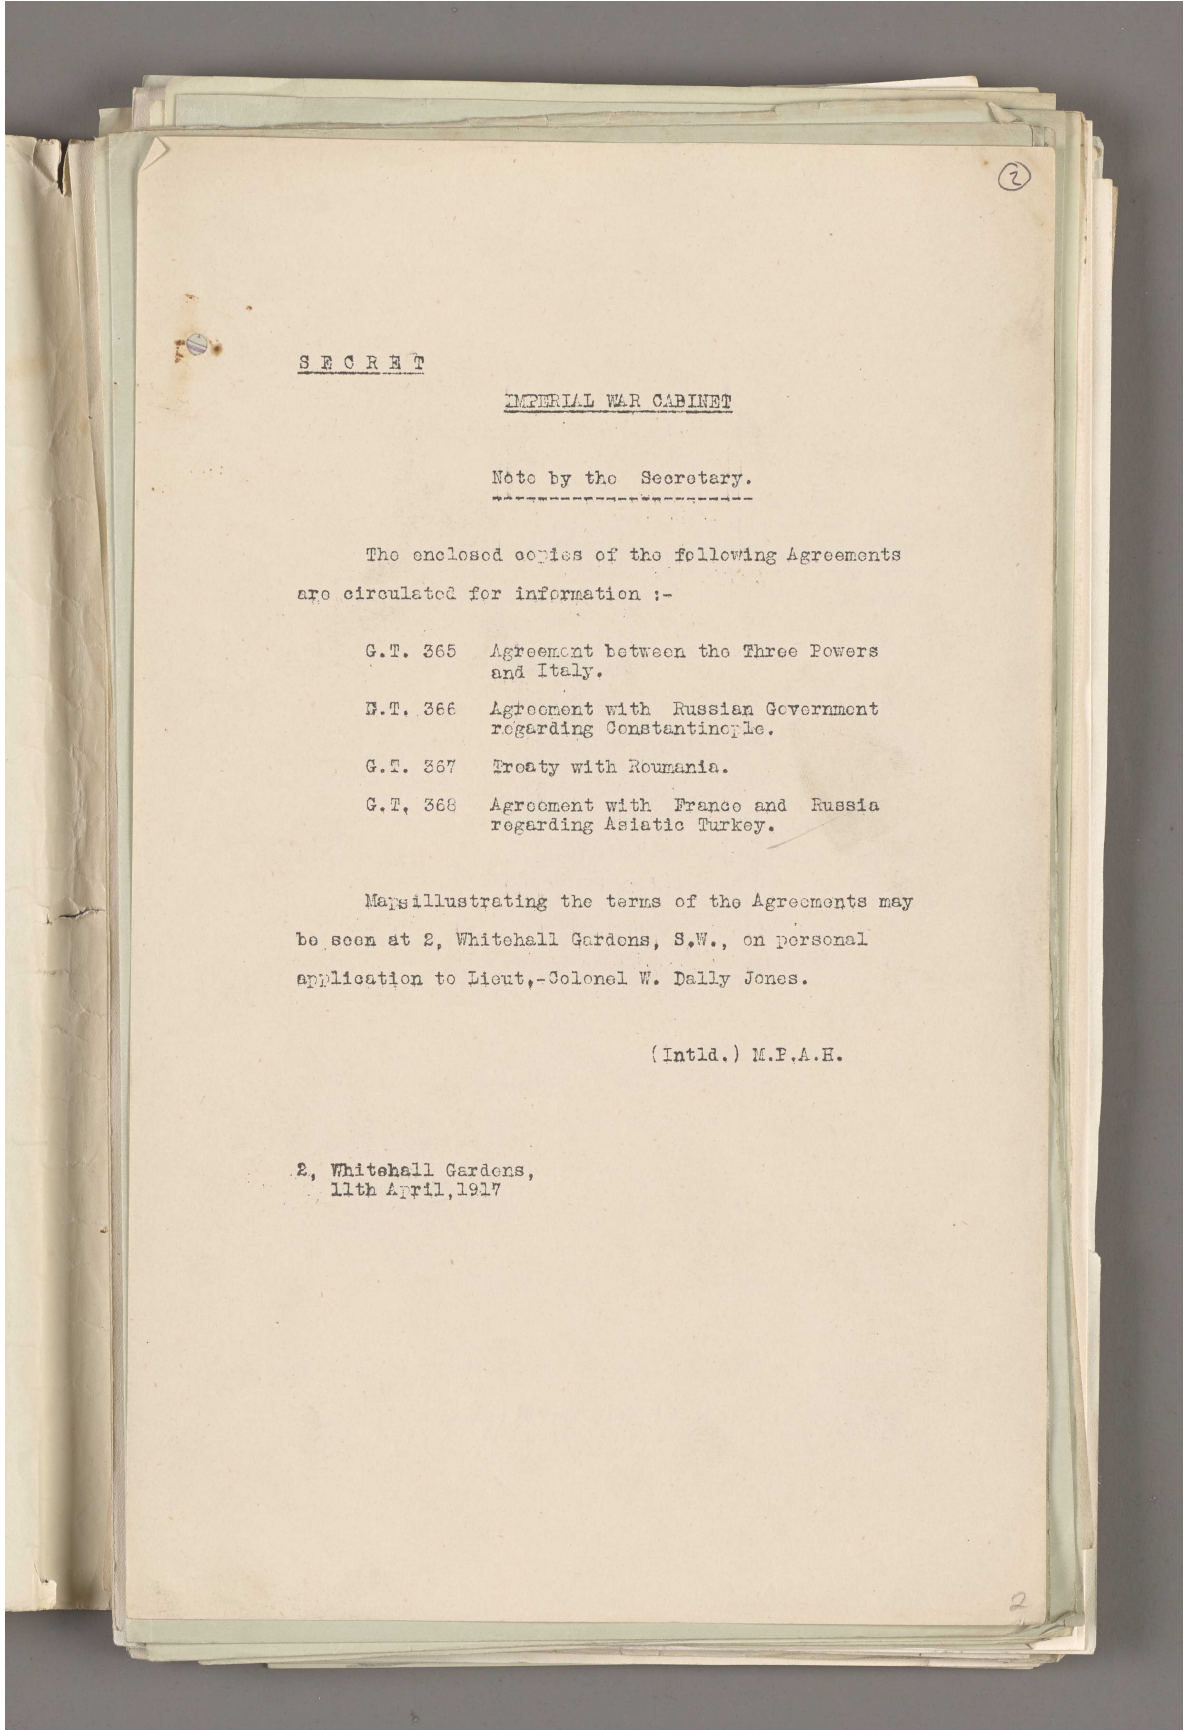 2
SECRET
IMPERIAL WAR CABINET
Note by the Secretary.
The enclosed copies of the following Agreements
are circulated for information :-
G.T. 365 Agreement between the Three Powers
and Italy.
G.T. 366 Agreement with Russian Government
regarding Constantinople.
G.T. 367 Treaty with Roumania.
G.T. 368 Agreement with France and Russia
regarding Asiatic Turkey.
Maps illustrating the terms of the Agreements may
be seen at 2, Whitehall Gardens, S.W., on personal
application to Lieut,-Colonel W. Dally Jones.
(Intld.) M.P.A.H.
2, Whitehall Gardens,
11th April, 1917
2